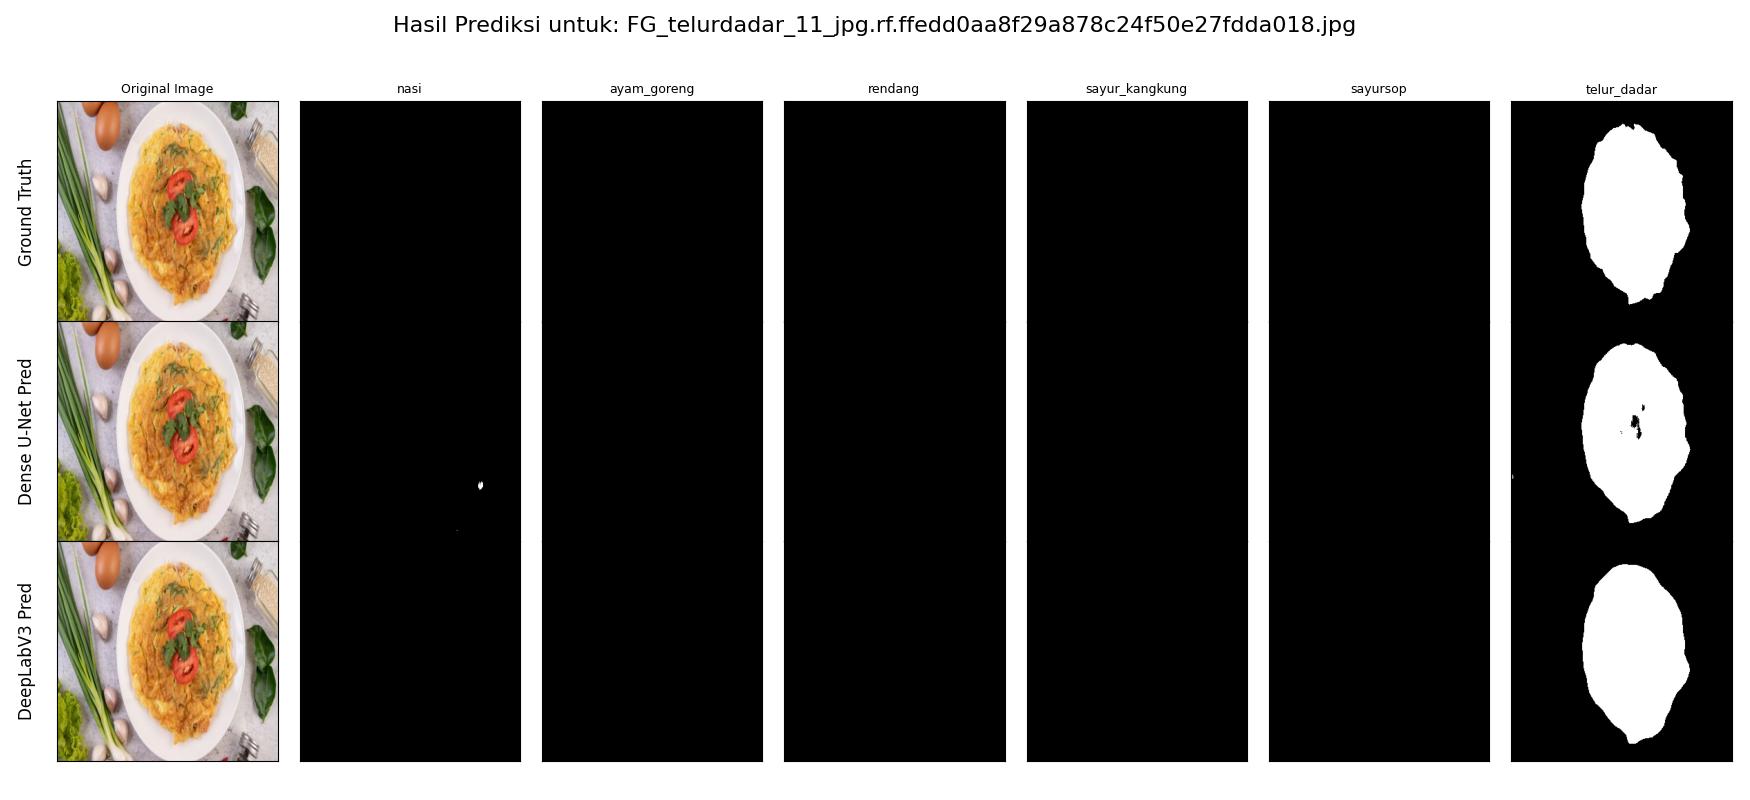 Hasil Prediksi untuk: FG_telurdadar_11_jpg.rf.ffedd0aa8f29a878c24f50e27fdda018.jpg
Original Image
nasi
ayam_goreng
rendang
sayur_kangkung
sayursop
telur_dadar
Ground Truth
Dense U-Net Pred
DeepLabV3 Pred